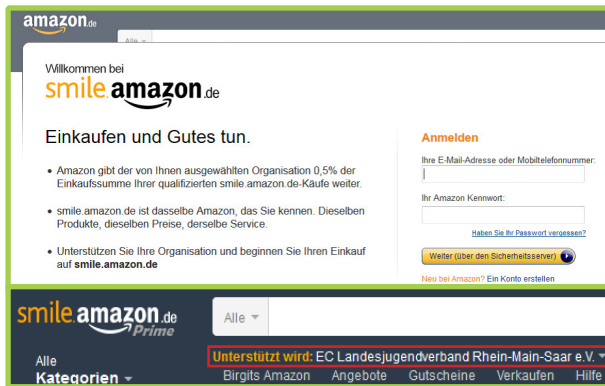 amazon.de
Alle
Willkommen bei
smile.amazon.de
Einkaufen und Gutes tun.
• Amazon gibt der von Ihnen ausgewählten Organisation 0,5% der
Einkaufssumme Ihrer qualifizierten smile.amazon.de-Käufe weiter.
• smile.amazon.de ist dasselbe Amazon, das Sie kennen. Dieselben
Produkte, dieselben Preise, derselbe Service.
• Unterstützen Sie Ihre Organisation und beginnen Sie Ihren Einkauf
auf smile.amazon.de
Anmelden
Ihre E-Mail-Adresse oder Mobiltelefonnummer:
Ihr Amazon Kennwort:
Haben Sie Ihr Passwort vergessen?
Weiter (über den Sicherheitsserver)
Neu bei Amazon? Ein Konto erstellen
smile.amazon.de
Prime
Alle
Alle
Kategorien
Unterstützt wird: EC Landesjugendverband Rhein-Main-Saar e.V.
Birgits Amazon Angebote Gutscheine Verkaufen Hilfe